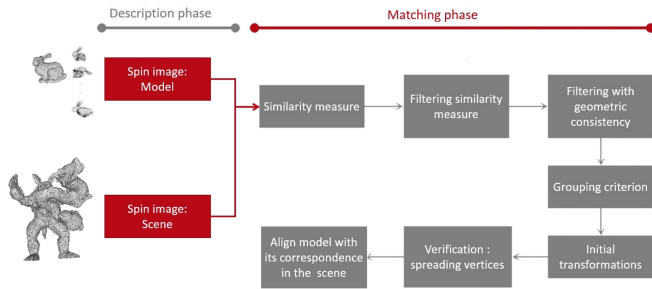 Description phase
Matching phase
Spin image:
Model
Similarity measure
Filtering similarity
measure
Filtering with
geometric
consistency
Grouping criterion
Spin image:
Scene
Align model with
its correspondence
in the scene
Verification :
spreading vertices
Initial
transformations